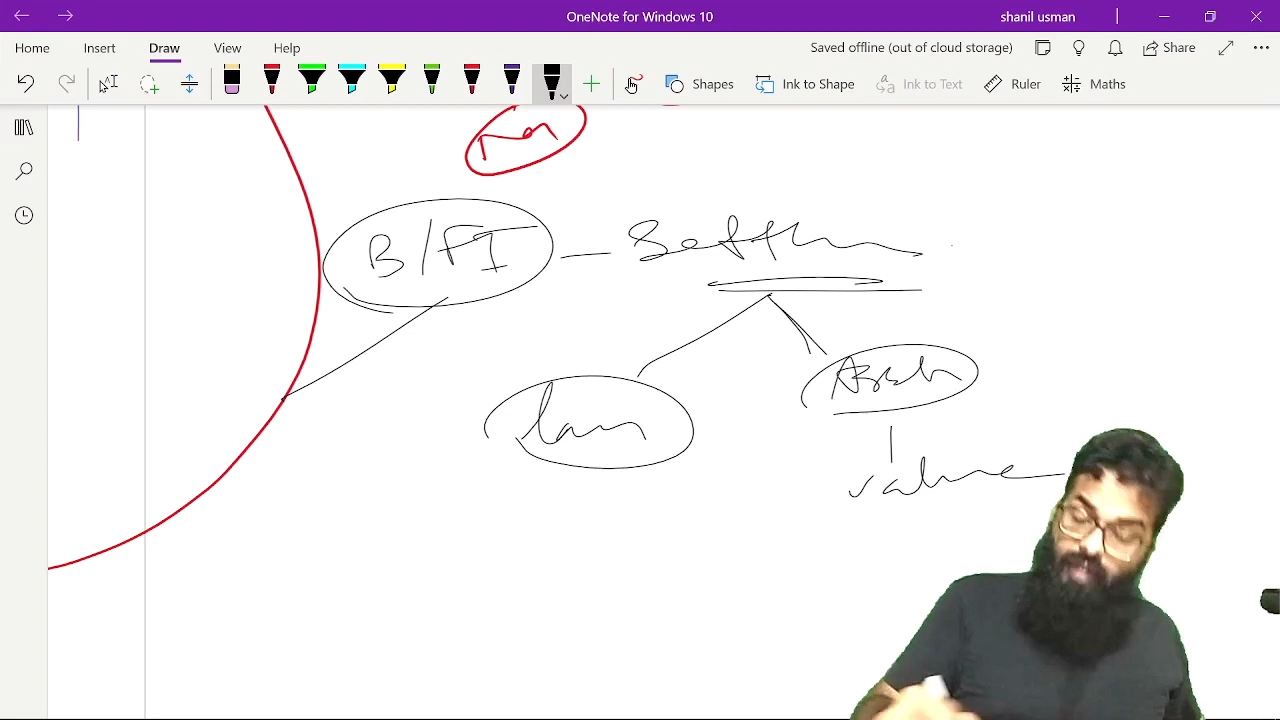 OneNote for Windows 10
shanil usman
Home Insert Draw View Help
Saved offline (out of cloud storage)
Share
Shapes
Ink to Shape
Ink to Text
Ruler
Maths
B/FI
value